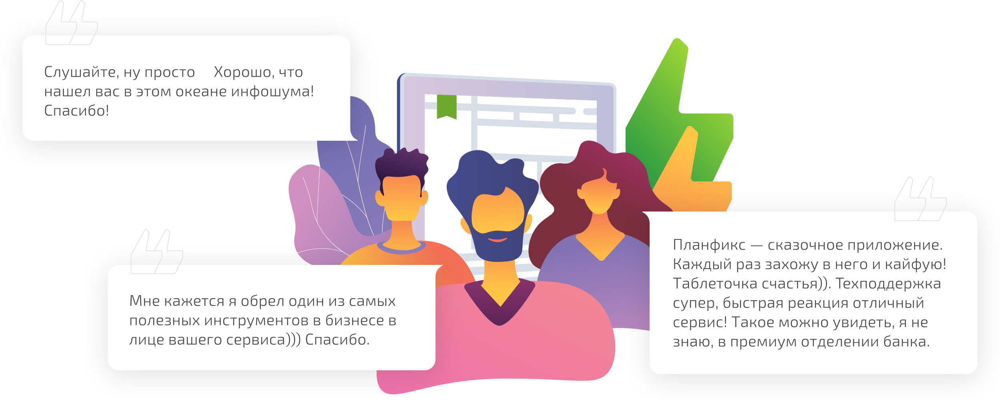 Слушайте, ну просто Хорошо, что
нашел вас в этом океане инфошума!
Спасибо!
Мне кажется я обрел один из самых
полезных инструментов в бизнесе в
лице вашего сервиса))) Спасибо.
Планфикс — сказочное приложение.
Каждый раз захожу в него и кайфую!
Таблеточка счастья)). Техподдержка
супер, быстрая реакция отличный
сервис! Такое можно увидеть, я не
знаю, в премиум отделении банка.